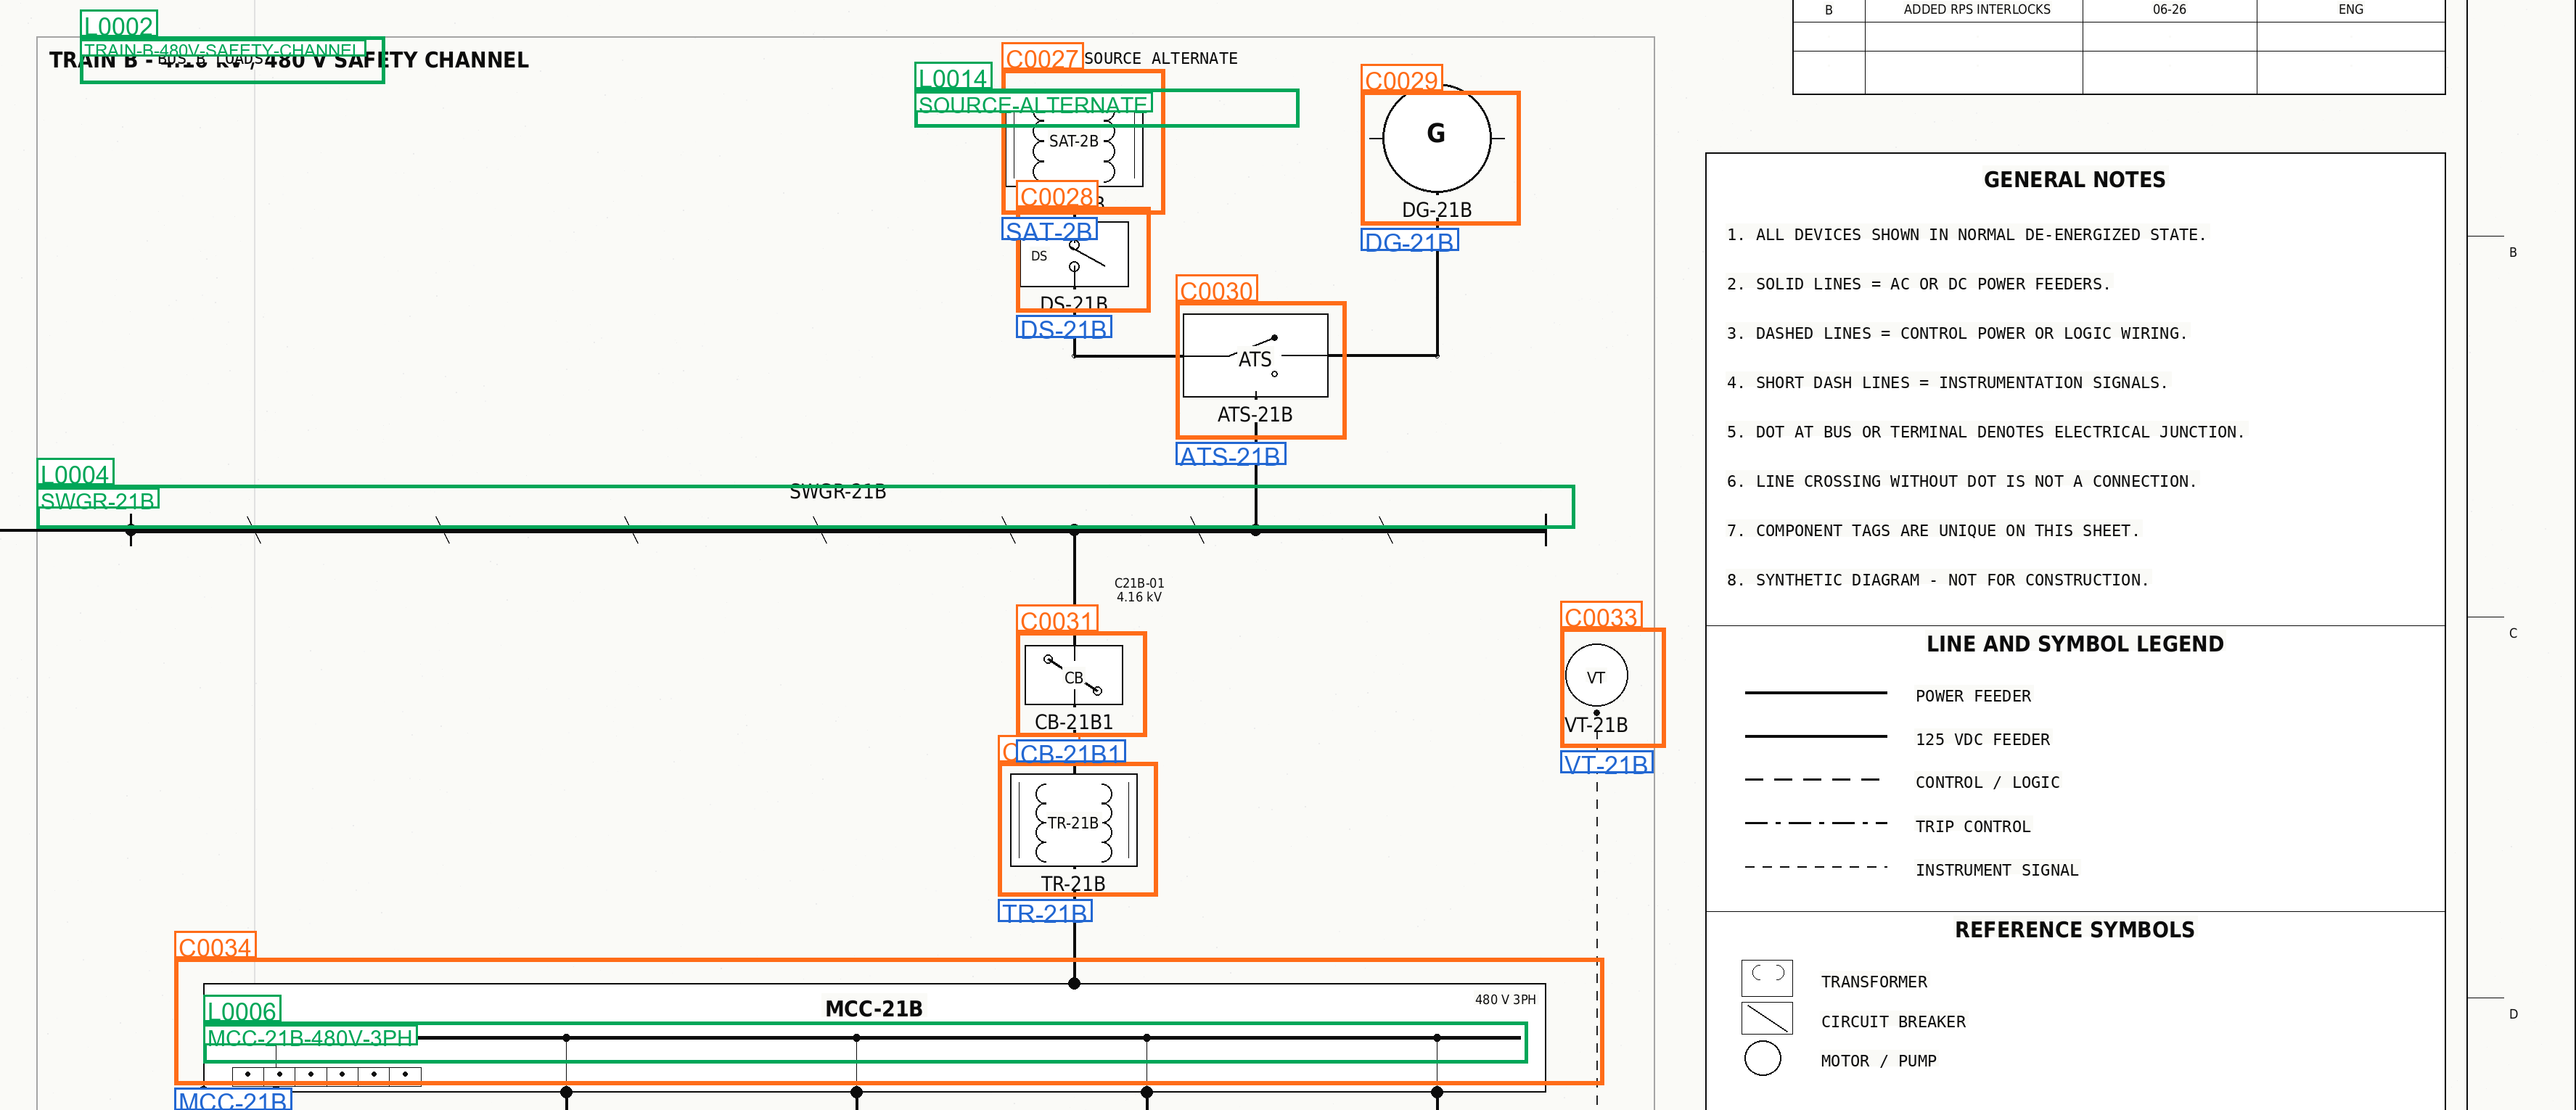 B ADDED RPS INTERLOCKS 06-26 ENG
L0002
TRAIN-B-480V-SAFETY-CHANNEL
TRAIN B - 4.16 KV / 480 V SAFETY CHANNEL
BUS B LOADS
C0027
SOURCE ALTERNATE
L0014
SOURCE-ALTERNATE
SAT-2B
C0028
SAT-2B
DS
DS-21B
DS-21B
C0029
G
DG-21B
DG-21B
C0030
ATS
ATS-21B
ATS-21B
L0004
SWGR-21B
SWGR-21B
C21B-01
4.16 kV
C0031
CB
CB-21B1
CB-21B1
C0033
VT
VT-21B
VT-21B
TR-21B
TR-21B
TR-21B
C0034
L0006
MCC-21B
480 V 3PH
MCC-21B-480V-3PH
MCC-21B
GENERAL NOTES
1. ALL DEVICES SHOWN IN NORMAL DE-ENERGIZED STATE.
2. SOLID LINES = AC OR DC POWER FEEDERS.
3. DASHED LINES = CONTROL POWER OR LOGIC WIRING.
4. SHORT DASH LINES = INSTRUMENTATION SIGNALS.
5. DOT AT BUS OR TERMINAL DENOTES ELECTRICAL JUNCTION.
6. LINE CROSSING WITHOUT DOT IS NOT A CONNECTION.
7. COMPONENT TAGS ARE UNIQUE ON THIS SHEET.
8. SYNTHETIC DIAGRAM - NOT FOR CONSTRUCTION.
LINE AND SYMBOL LEGEND
POWER FEEDER
125 VDC FEEDER
CONTROL / LOGIC
TRIP CONTROL
INSTRUMENT SIGNAL
REFERENCE SYMBOLS
TRANSFORMER
CIRCUIT BREAKER
MOTOR / PUMP
B
C
D